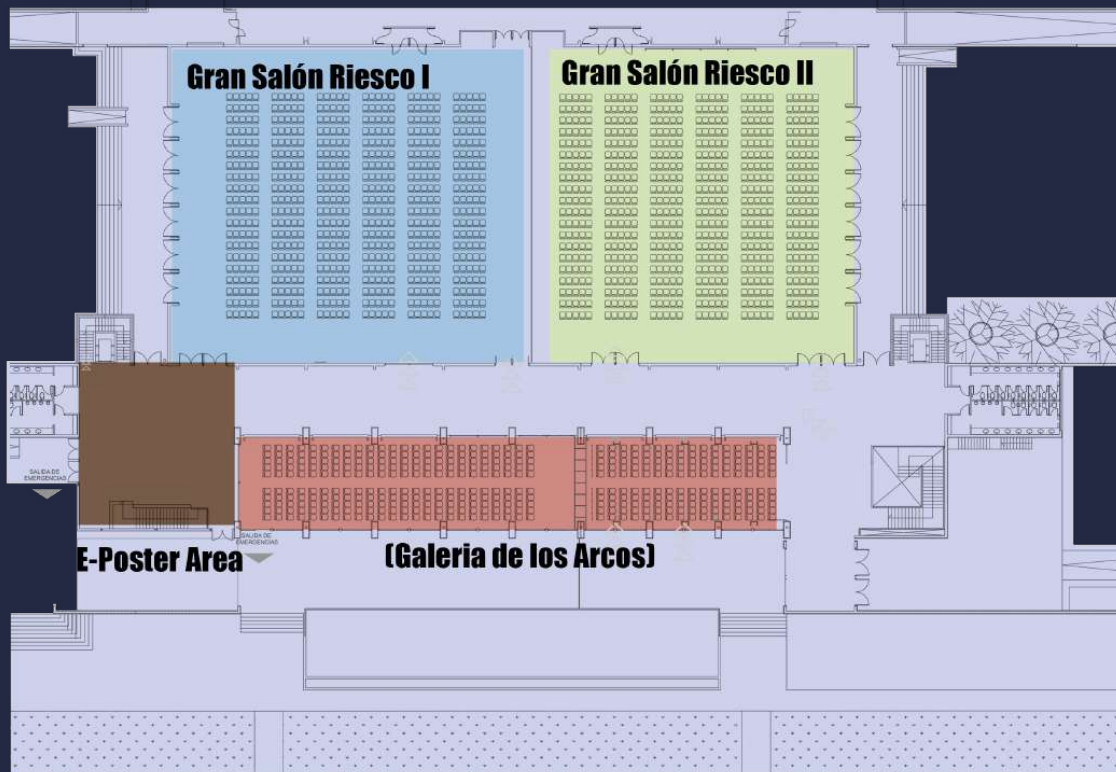 Gran Salón Riesco I
Gran Salón Riesco II
SALIDA DE
EMERGENCIAS
SALIDA DE
EMERGENCIAS
E-Poster Area
(Galeria de los Arcos)